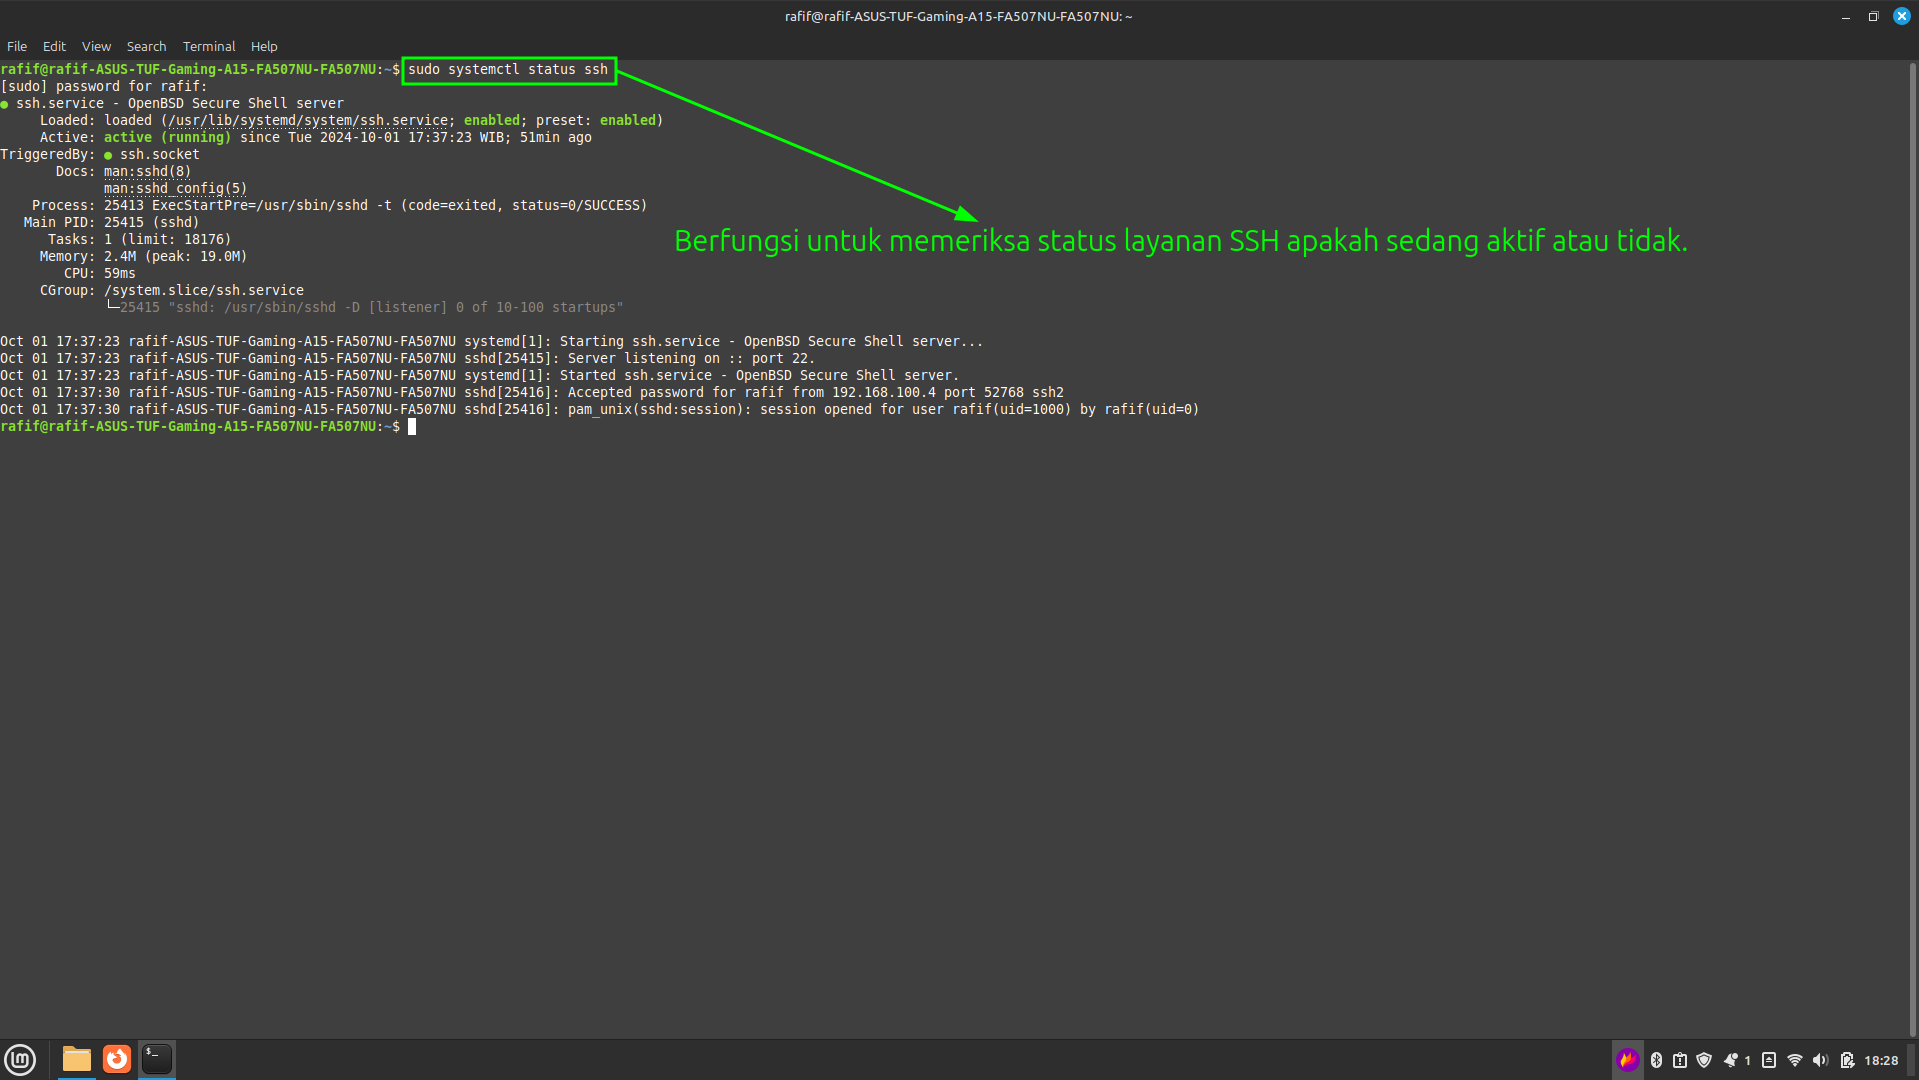 rafif@rafif-ASUS-TUF-Gaming-A15-FA507NU-FA507NU: ~
File Edit View Search Terminal Help
rafif@rafif-ASUS-TUF-Gaming-A15-FA507NU-FA507NU:~$ sudo systemctl status ssh
[sudo] password for rafif:
● ssh.service - OpenBSD Secure Shell server
Loaded: loaded (/usr/lib/systemd/system/ssh.service; enabled; preset: enabled)
Active: active (running) since Tue 2024-10-01 17:37:23 WIB; 51min ago
TriggeredBy: ● ssh.socket
Docs: man:sshd(8)
man:sshd_config(5)
Process: 25413 ExecStartPre=/usr/sbin/sshd -t (code=exited, status=0/SUCCESS)
Main PID: 25415 (sshd)
Tasks: 1 (limit: 18176)
Berfungsi untuk memeriksa status layanan SSH apakah sedang aktif atau tidak.
Memory: 2.4M (peak: 19.0M)
CPU: 59ms
CGroup: /system.slice/ssh.service
└─25415 "sshd: /usr/sbin/sshd -D [listener] 0 of 10-100 startups"
Oct 01 17:37:23 rafif-ASUS-TUF-Gaming-A15-FA507NU-FA507NU systemd[1]: Starting ssh.service - OpenBSD Secure Shell server...
Oct 01 17:37:23 rafif-ASUS-TUF-Gaming-A15-FA507NU-FA507NU sshd[25415]: Server listening on :: port 22.
Oct 01 17:37:23 rafif-ASUS-TUF-Gaming-A15-FA507NU-FA507NU systemd[1]: Started ssh.service - OpenBSD Secure Shell server.
Oct 01 17:37:30 rafif-ASUS-TUF-Gaming-A15-FA507NU-FA507NU sshd[25416]: Accepted password for rafif from 192.168.100.4 port 52768 ssh2
Oct 01 17:37:30 rafif-ASUS-TUF-Gaming-A15-FA507NU-FA507NU sshd[25416]: pam_unix(sshd:session): session opened for user rafif(uid=1000) by rafif(uid=0)
rafif@rafif-ASUS-TUF-Gaming-A15-FA507NU-FA507NU:~$
1 18:28